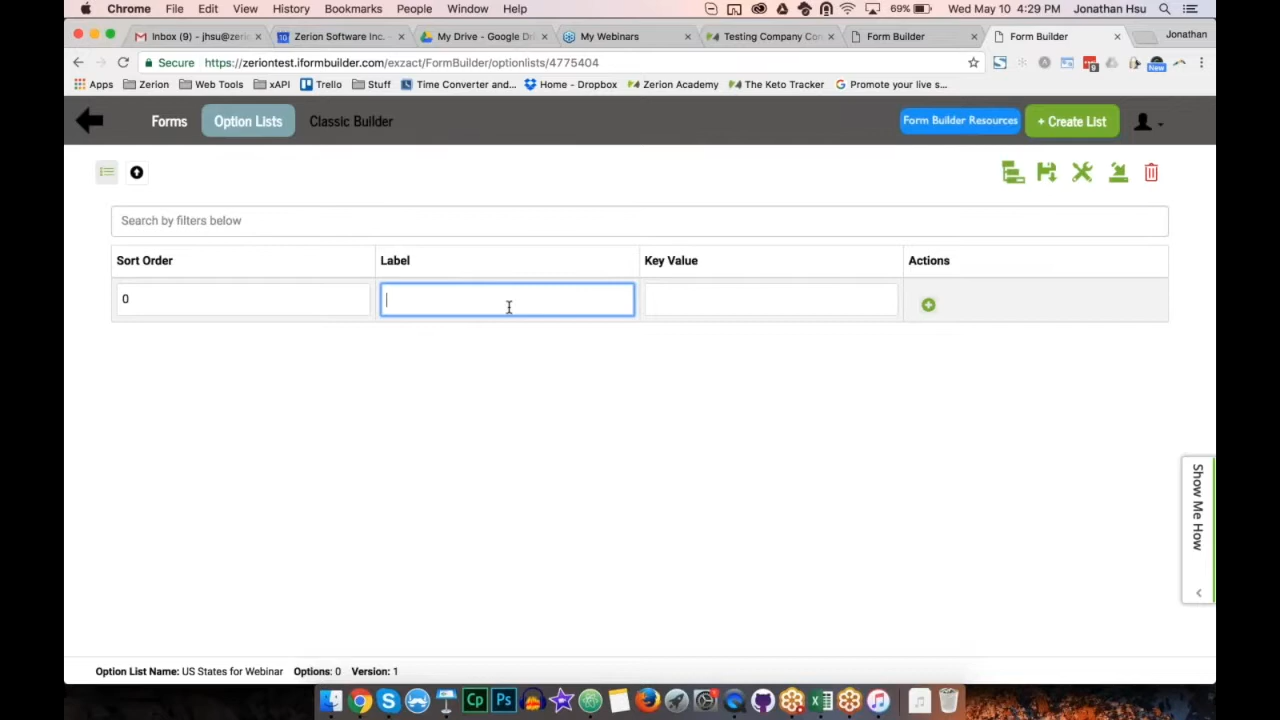 Chrome File Edit View History Bookmarks People Window Help 69% Wed May 10 4:29 PM Jonathan Hsu
Inbox (9) - jhsu@zeri Zerion Software Inc. - My Drive - Google Dri My Webinars Testing Company Con Form Builder Form Builder Jonathan
Secure https://zeriontest.iformbuilder.com/exzact/FormBuilder/optionlists/4775404
Apps Zerion Web Tools xAPI Trello Stuff Time Converter and... Home - Dropbox Zerion Academy The Keto Tracker Promote your live s... New
Forms Option Lists Classic Builder Form Builder Resources + Create List
Search by filters below
Sort Order Label Key Value Actions
0
Show Me How
Option List Name: US States for Webinar Options: 0 Version: 1
Cp Ps